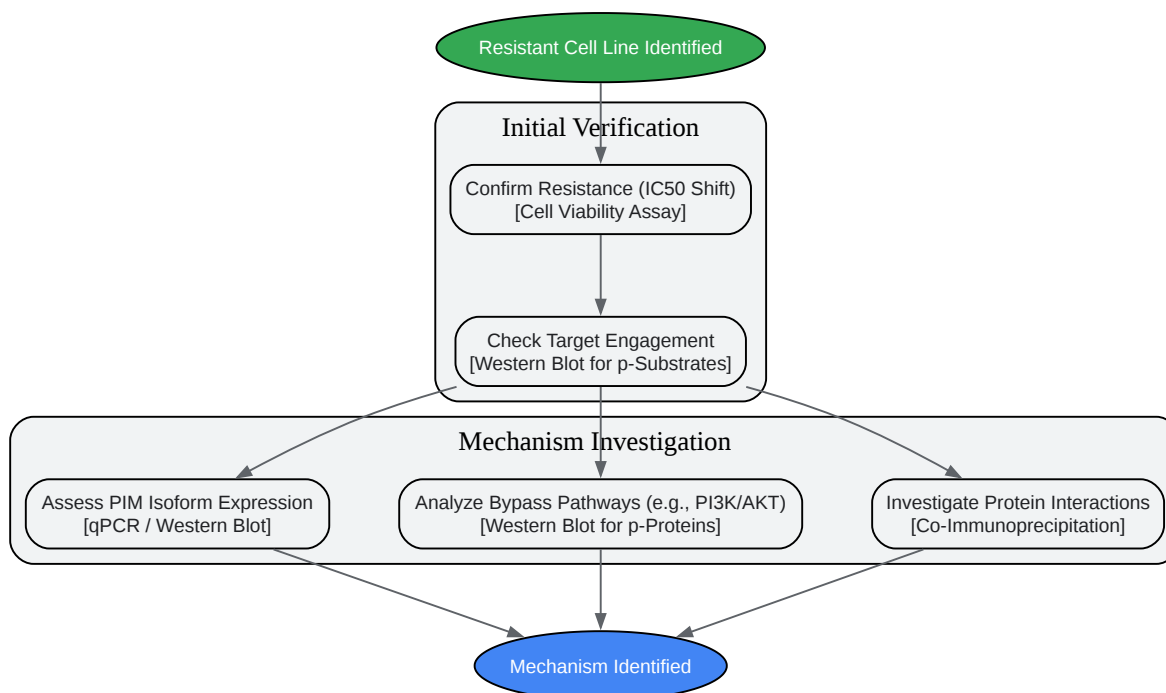 Resistant Cell Line Identified
Initial Verification
Confirm Resistance (IC50 Shift)
[Cell Viability Assay]
Check Target Engagement
[Western Blot for p-Substrates]
Mechanism Investigation
Assess PIM Isoform Expression
[qPCR / Western Blot]
Analyze Bypass Pathways (e.g., PI3K/AKT)
[Western Blot for p-Proteins]
Investigate Protein Interactions
[Co-Immunoprecipitation]
Mechanism Identified